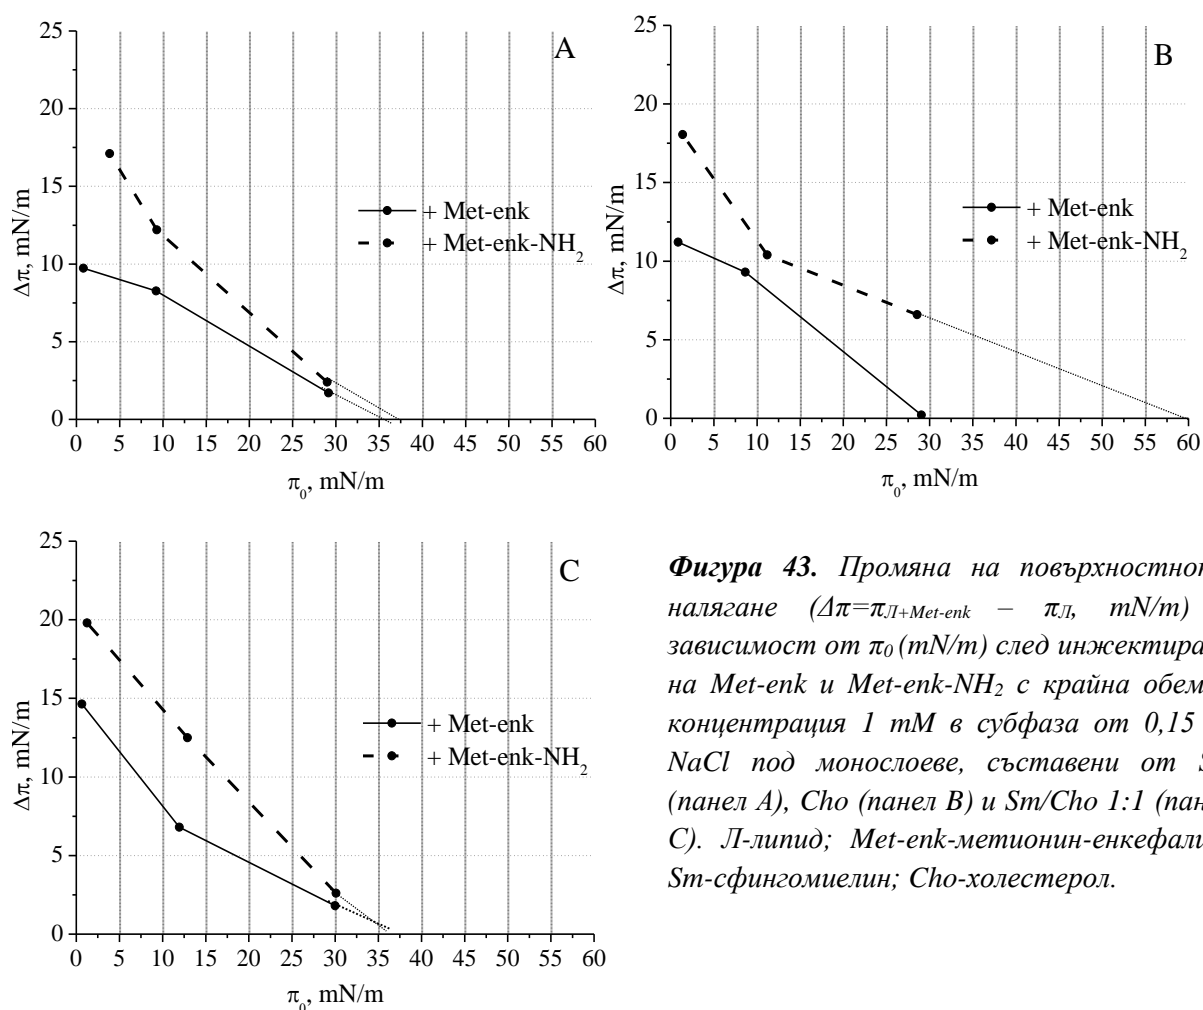 A
25
20
15
10
5
0
Δπ, mN/m
+ Met-enk
+ Met-enk-NH2
0 5 10 15 20 25 30 35 40 45 50 55 60
π0, mN/m
B
25
20
15
10
5
0
Δπ, mN/m
+ Met-enk
+ Met-enk-NH2
0 5 10 15 20 25 30 35 40 45 50 55 60
π0, mN/m
C
25
20
15
10
5
0
Δπ, mN/m
+ Met-enk
+ Met-enk-NH2
0 5 10 15 20 25 30 35 40 45 50 55 60
π0, mN/m
Фигура 43. Промяна на
налягане (Δπ=πЛ+Met-enk – πЛ, mN/m)
зависимост от π0 (mN/m) след
на Met-enk и Met-enk-NH2 с крайна
концентрация 1 mM в субфаза от 0,15
NaCl под монослоеве, съставени от
(панел A), Cho (панел B) и Sm/Cho 1:1
C). Л-липид; Met-enk-метионин-енкефали
Sm-сфингомиелин; Cho-холестерол.